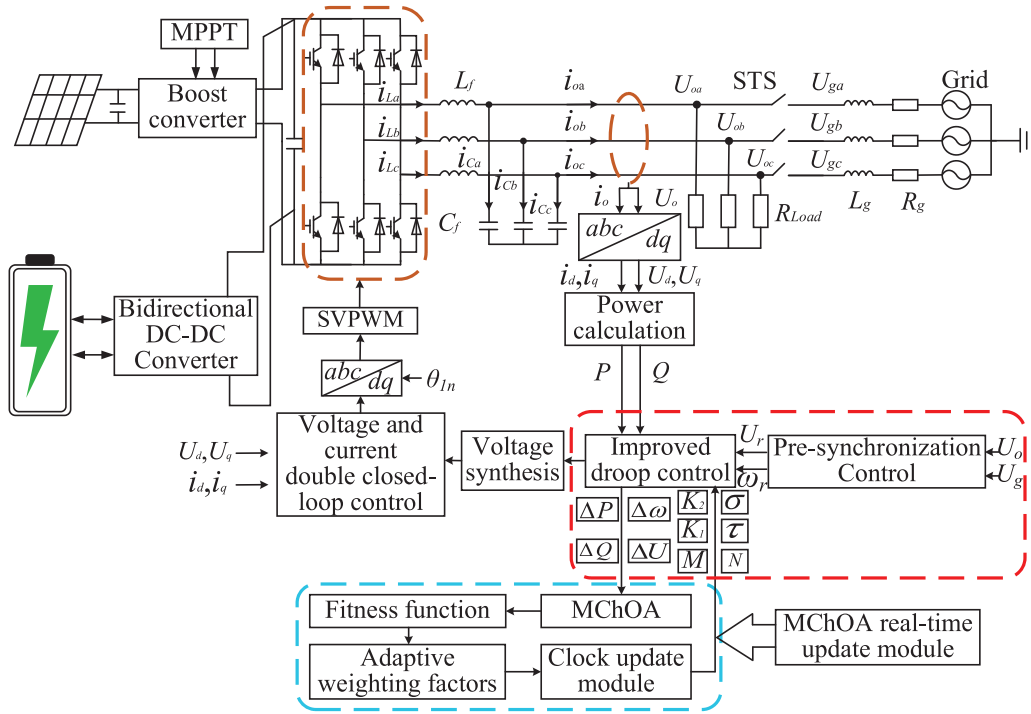 MPPT
Boost
converter
Bidirectional
DC-DC
Converter
i_La
i_Lb
i_Lc
L_f
i_Ca
i_Cb
i_Cc
C_f
i_oa
i_ob
i_oc
U_oa
U_ob
U_oc
STS
U_ga
U_gb
U_gc
Grid
L_g
R_g
R_Load
i_o
U_o
abc
dq
i_d,i_q
U_d,U_q
Power
calculation
P
Q
SVPWM
abc
dq
θ_1n
Voltage and
current
double closed-
loop control
U_d,U_q
i_d,i_q
Voltage
synthesis
Improved
droop control
U_r
ω_r
Pre-synchronization
Control
U_o
U_g
ΔP
Δω
ΔQ
ΔU
K_2
σ
K_1
τ
M
N
Fitness function
MChOA
Adaptive
weighting factors
Clock update
module
MChOA real-time
update module